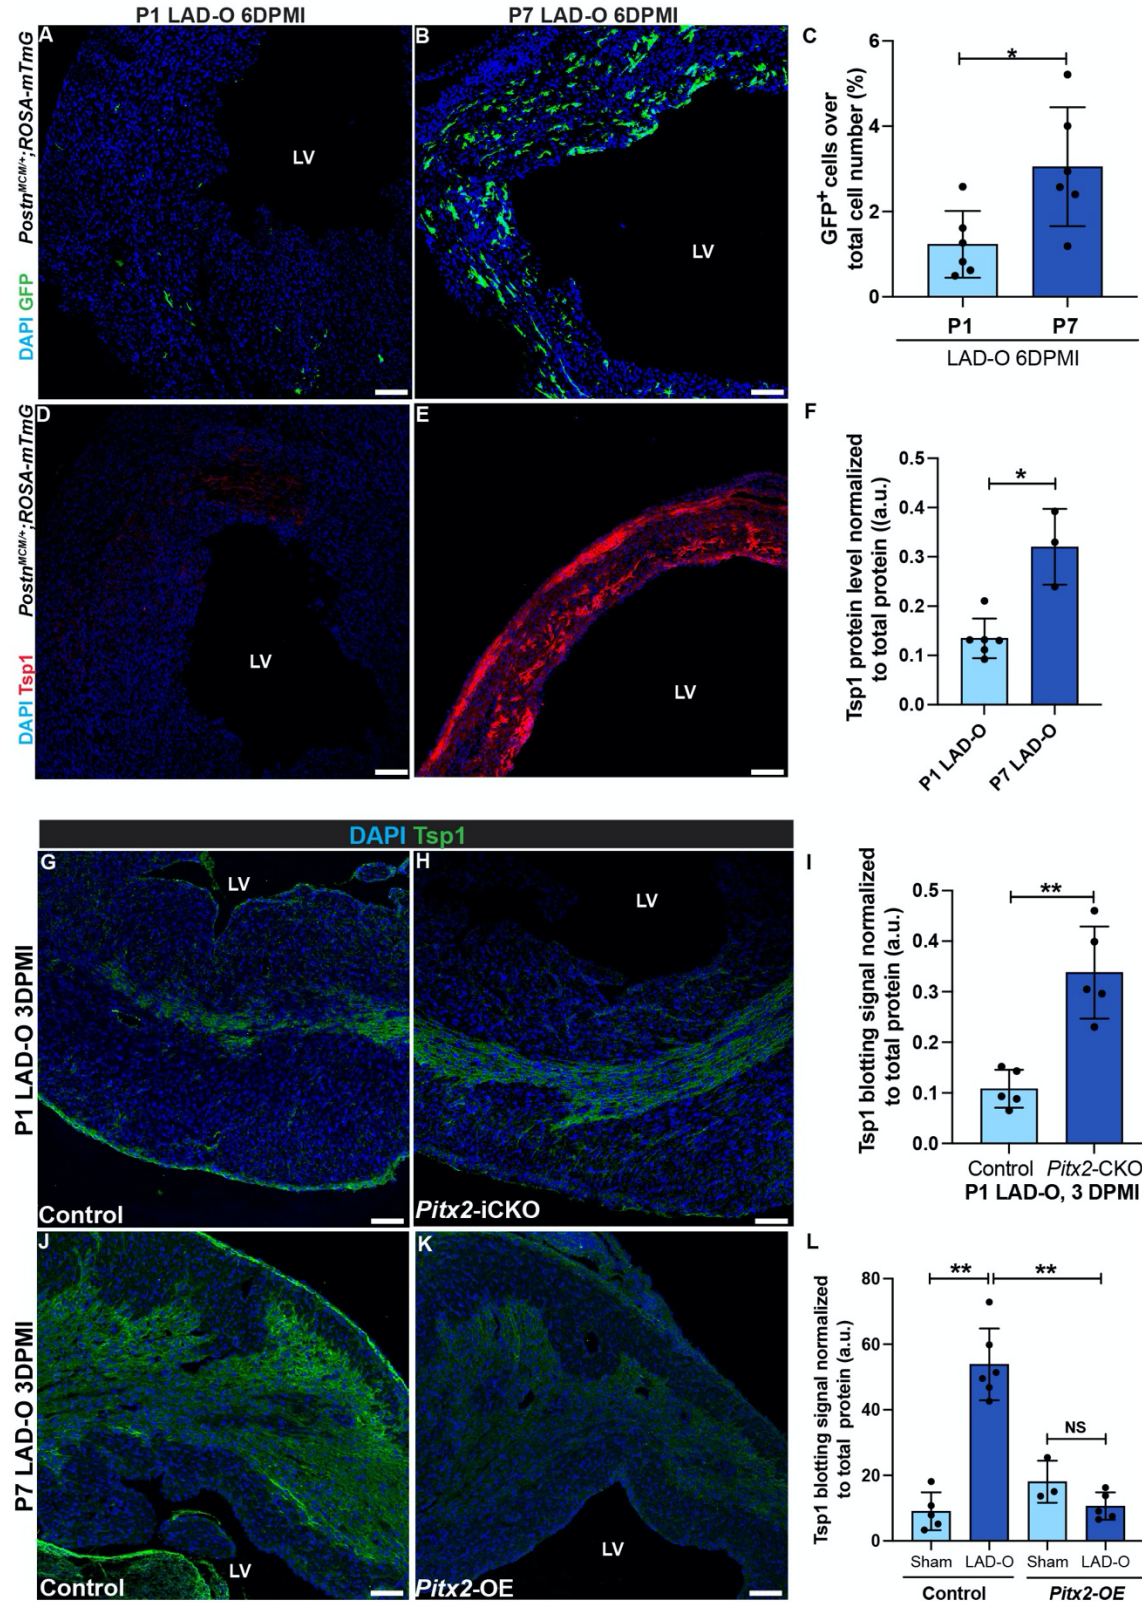 P1 LAD-O 6DPMI
P7 LAD-O 6DPMI
A
B
C
DAPI GFP Postn^MCM/+;ROSA-mTmG
LV
LV
GFP⁺ cells over
total cell number (%)
6
4
2
0
*
P1
P7
LAD-O 6DPMI
D
E
F
DAPI Tsp1 Postn^MCM/+;ROSA-mTmG
LV
LV
Tsp1 protein level normalized
to total protein ((a.u.)
0.5
0.4
0.3
0.2
0.1
0.0
*
P1 LAD-O
P7 LAD-O
DAPI Tsp1
G
H
I
P1 LAD-O 3DPMI
LV
LV
Control
Pitx2-iCKO
Tsp1 blotting signal normalized
to total protein (a.u.)
0.5
0.4
0.3
0.2
0.1
0.0
**
Control
Pitx2-CKO
P1 LAD-O, 3 DPMI
J
K
L
P7 LAD-O 3DPMI
LV
LV
Control
Pitx2-OE
Tsp1 blotting signal normalized
to total protein (a.u.)
80
60
40
20
0
**
**
NS
Sham
LAD-O
Sham
LAD-O
Control
Pitx2-OE